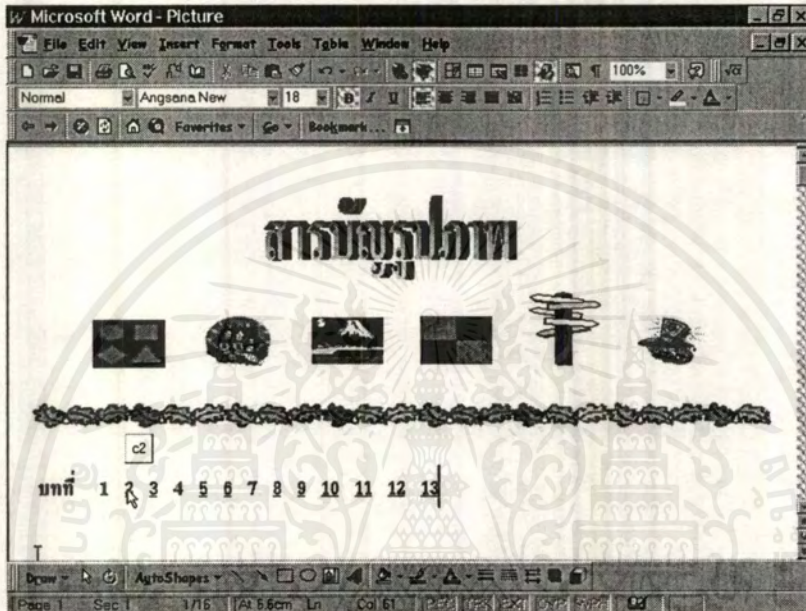 Microsoft Word - Picture
File Edit View Insert Format Tools Table Window Help
100%
Normal Angsana New 18 B I U
Favorites Go Bookmark...
สารบัญรูปภาพ
c2
บทที่ 1 2 3 4 5 6 7 8 9 10 11 12 13
Draw AutoShapes
Page 1 Sec 1 1/16 At 5.6cm Ln Col 61 REC TRK EXT OVR WPH